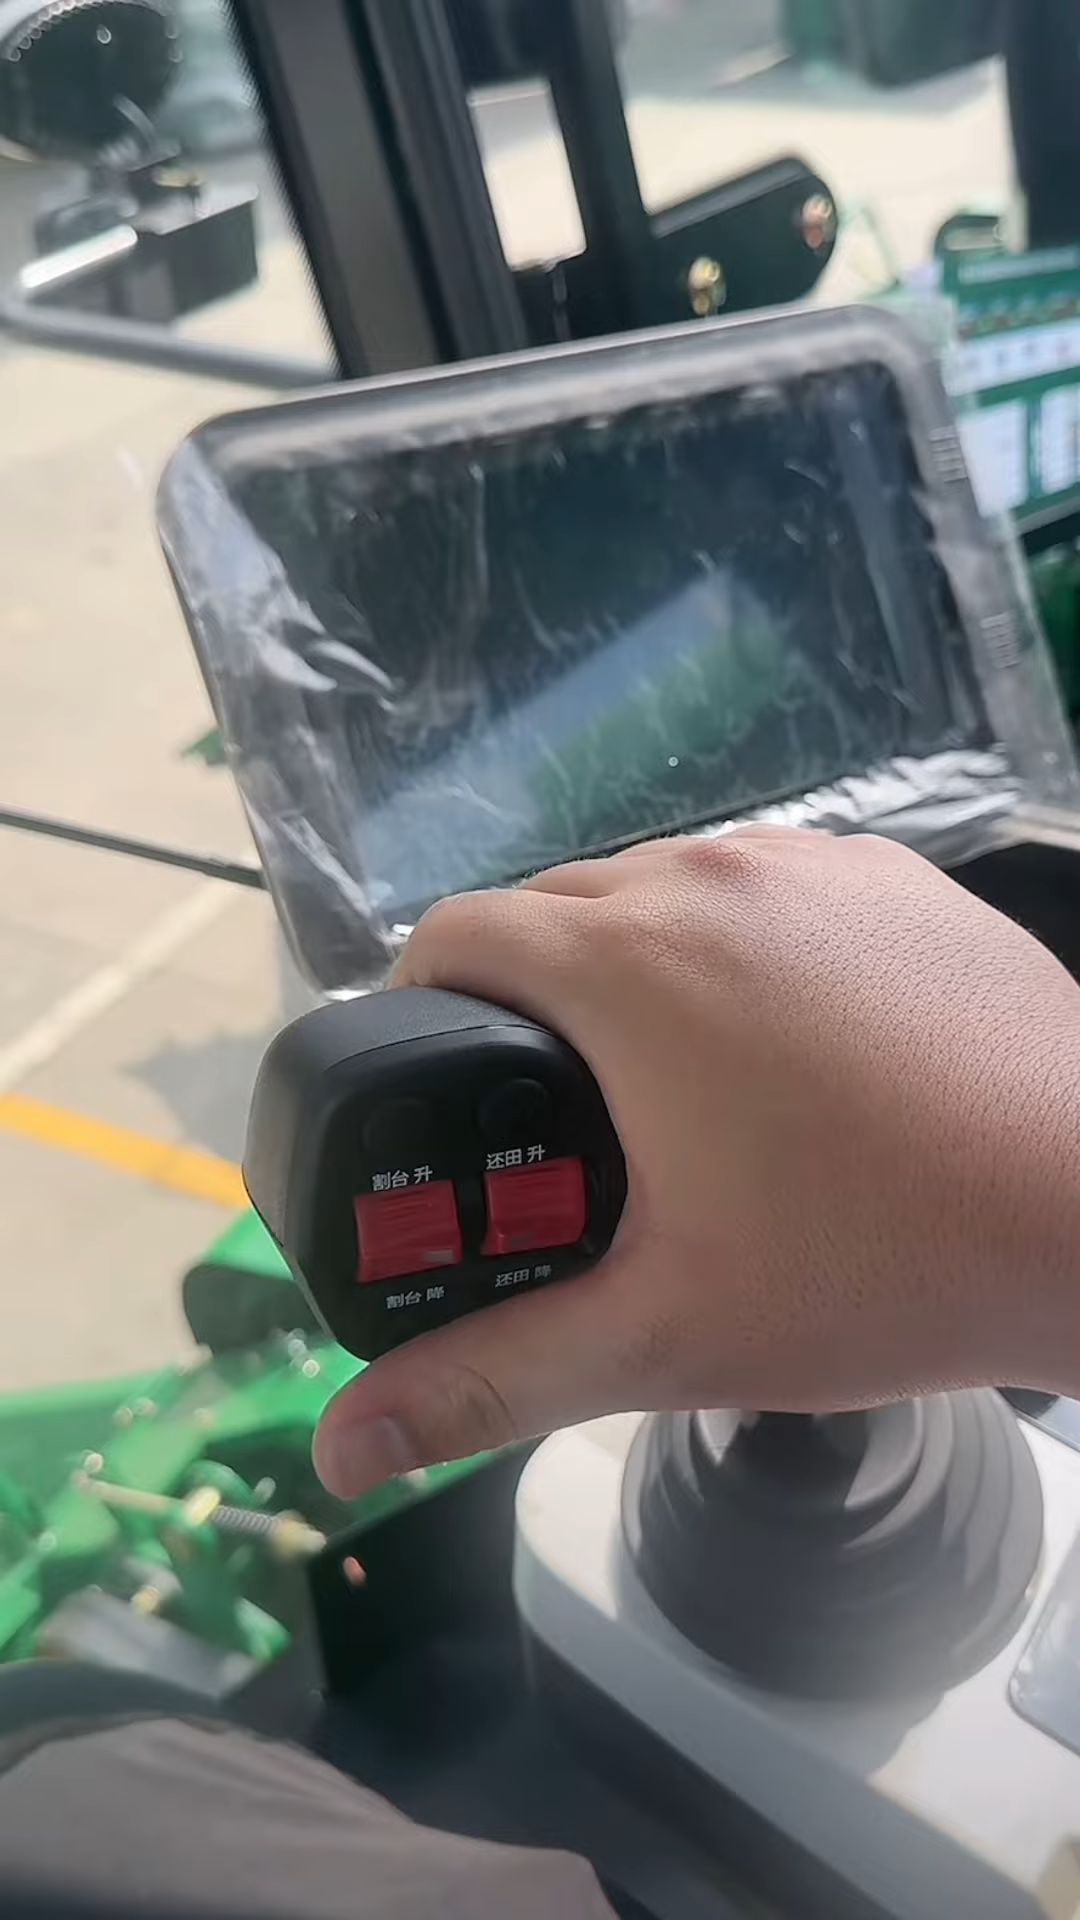 割台 升
还田 升
割台 降
还田 降